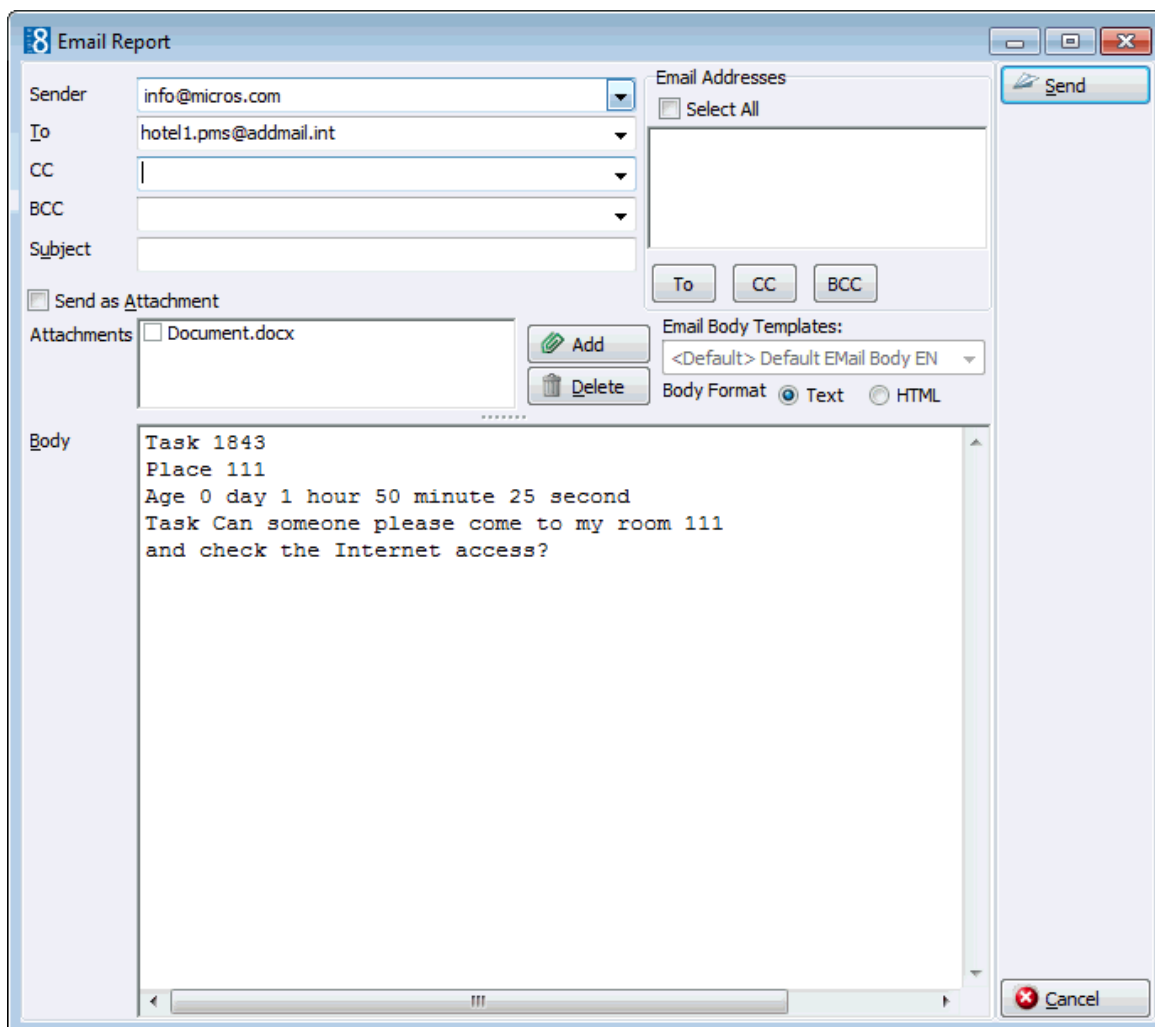 8 Email Report
Sender info@micros.com
To hotel1.pms@addmail.int
CC
BCC
Subject
Email Addresses
Select All
To CC BCC
Send
Send as Attachment
Attachments Document.docx
Add
Delete
Email Body Templates:
<Default> Default EMail Body EN
Body Format Text HTML
Body
Task 1843
Place 111
Age 0 day 1 hour 50 minute 25 second
Task Can someone please come to my room 111
and check the Internet access?
Cancel